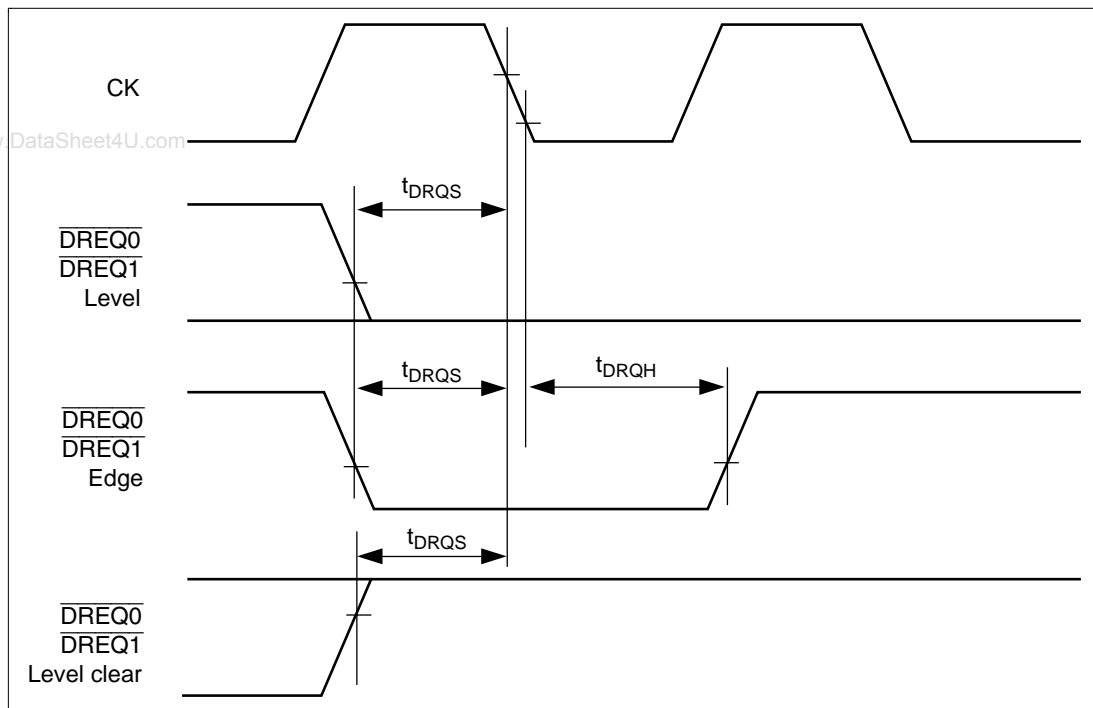 CK
w.DataSheet4U.com
tDRQS
DREQ0
DREQ1
Level
tDRQS
tDRQH
DREQ0
DREQ1
Edge
tDRQS
DREQ0
DREQ1
Level clear